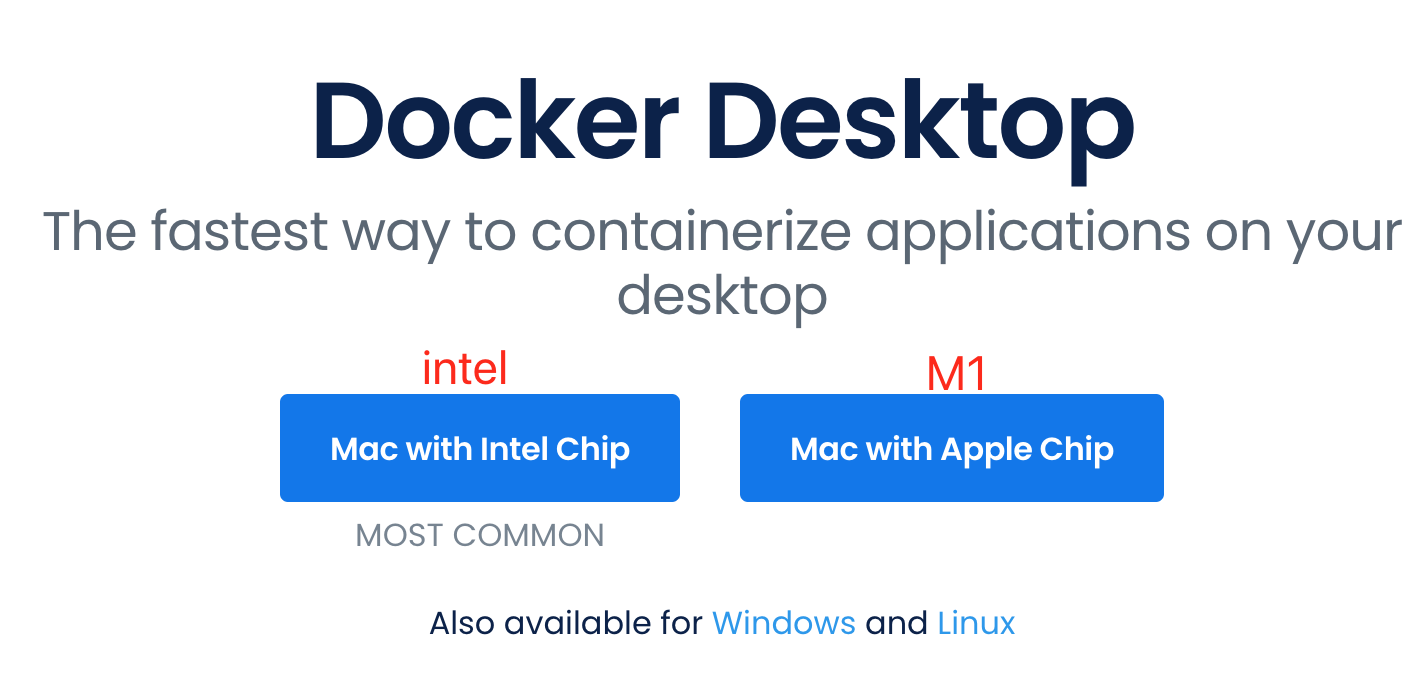 Docker Desktop
The fastest way to containerize applications on your
desktop
intel
M1
Mac with Intel Chip
Mac with Apple Chip
MOST COMMON
Also available for Windows and Linux